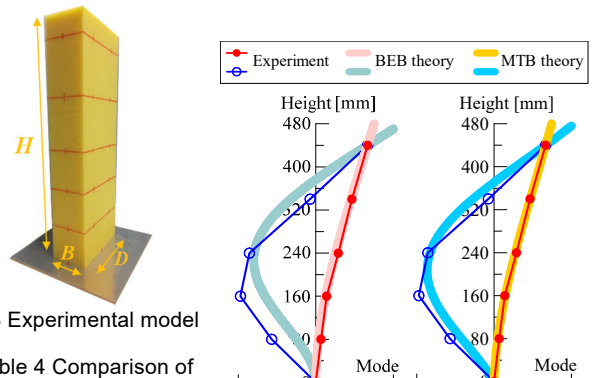 H
B
D
Experimental model
ble 4 Comparison of
Experiment BEB theory MTB theory
Height [mm] Height [mm]
480 480
400 400
320 320
240 240
160 160
80 80
Mode Mode